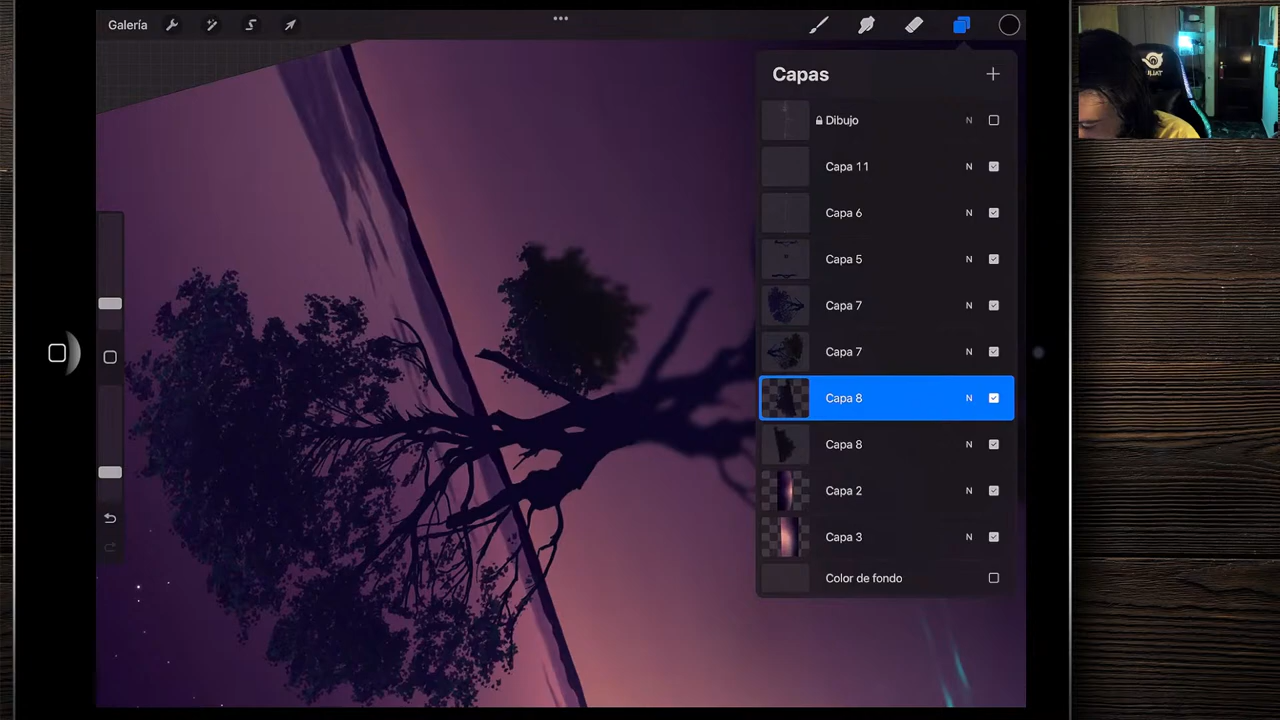 Galería
Capas
Dibujo N
Capa 11 N
Capa 6 N
Capa 5 N
Capa 7 N
Capa 7 N
Capa 8 N
Capa 8 N
Capa 2 N
Capa 3 N
Color de fondo